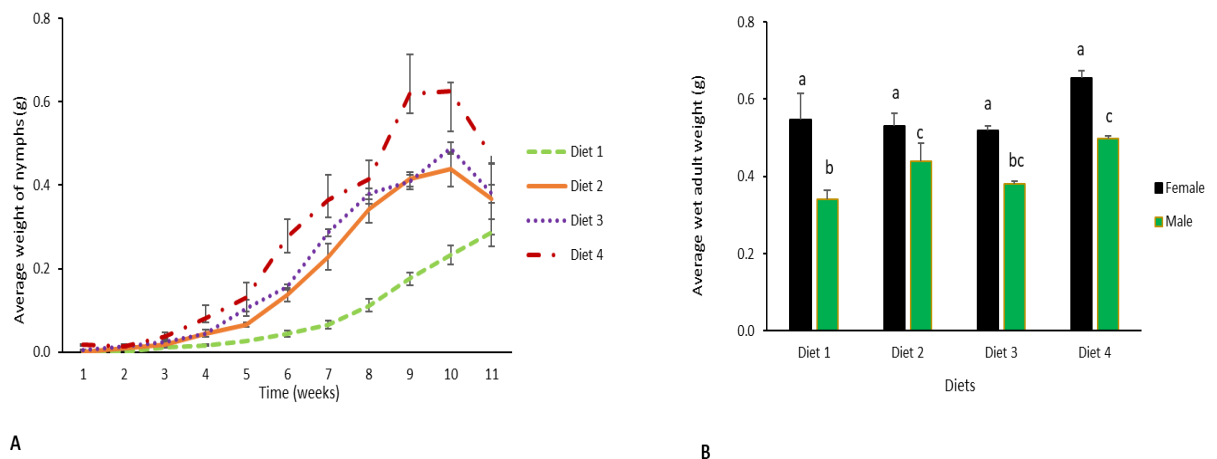 Average weight of nymphs (g)
0.8
0.6
0.4
0.2
0.0
1 2 3 4 5 6 7 8 9 10 11
Time (weeks)
Diet 1
Diet 2
Diet 3
Diet 4
A
Average wet adult weight (g)
0.8
0.6
0.4
0.2
0.0
a b a c a bc a c
Diet 1 Diet 2 Diet 3 Diet 4
Diets
Female
Male
B